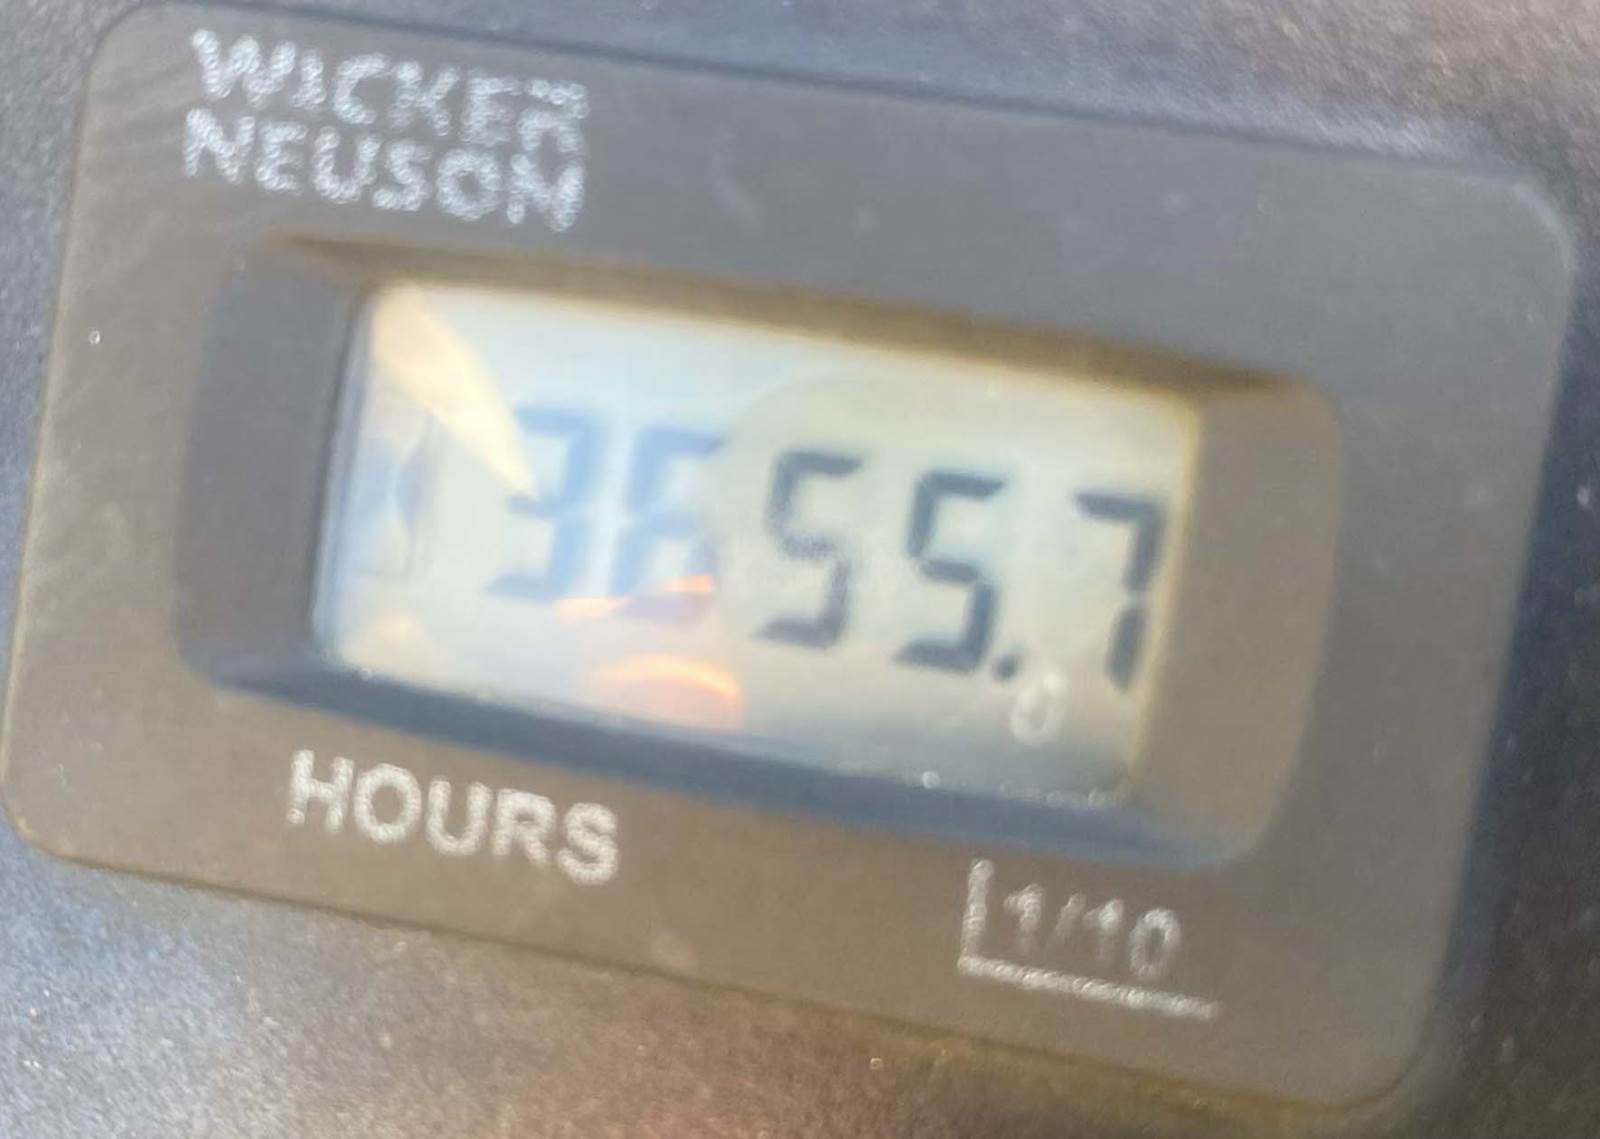 WACKER
NEUSON
3655.7
HOURS
1/10